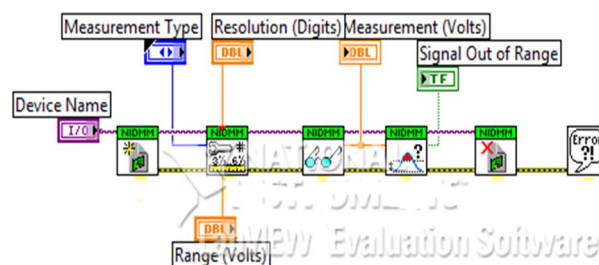 Measurement Type
Resolution (Digits)
Measurement (Volts)
Signal Out of Range
DBL
DBL
TF
Device Name
I/O
NIDMM
NIDMM
NIDMM
NIDMM
NIDMM
Error
?!
?
NATIONAL
INSTRUMENTS
LabVIEW Evaluation Software
DBL
Range (Volts)